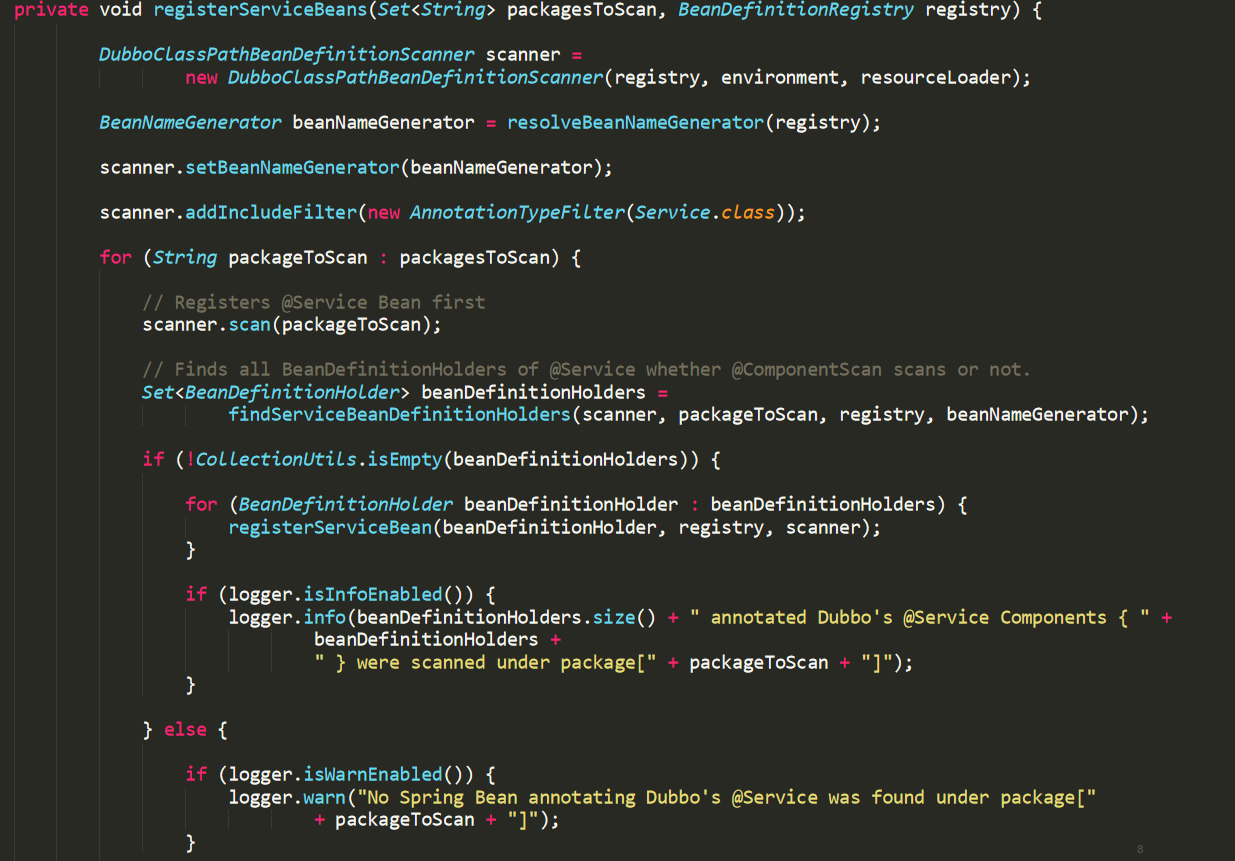 private void registerServiceBeans(Set<String> packagesToScan, BeanDefinitionRegistry registry) {
DubboClassPathBeanDefinitionScanner scanner =
new DubboClassPathBeanDefinitionScanner(registry, environment, resourceLoader);
BeanNameGenerator beanNameGenerator = resolveBeanNameGenerator(registry);
scanner.setBeanNameGenerator(beanNameGenerator);
scanner.addIncludeFilter(new AnnotationTypeFilter(Service.class));
for (String packageToScan : packagesToScan) {
// Registers @Service Bean first
scanner.scan(packageToScan);
// Finds all BeanDefinitionHolders of @Service whether @ComponentScan scans or not.
Set<BeanDefinitionHolder> beanDefinitionHolders =
findServiceBeanDefinitionHolders(scanner, packageToScan, registry, beanNameGenerator);
if (!CollectionUtils.isEmpty(beanDefinitionHolders)) {
for (BeanDefinitionHolder beanDefinitionHolder : beanDefinitionHolders) {
registerServiceBean(beanDefinitionHolder, registry, scanner);
}
if (logger.isInfoEnabled()) {
logger.info(beanDefinitionHolders.size() + " annotated Dubbo's @Service Components { " +
beanDefinitionHolders +
" } were scanned under package[" + packageToScan + "]");
}
} else {
if (logger.isWarnEnabled()) {
logger.warn("No Spring Bean annotating Dubbo's @Service was found under package["
+ packageToScan + "]");
}
8